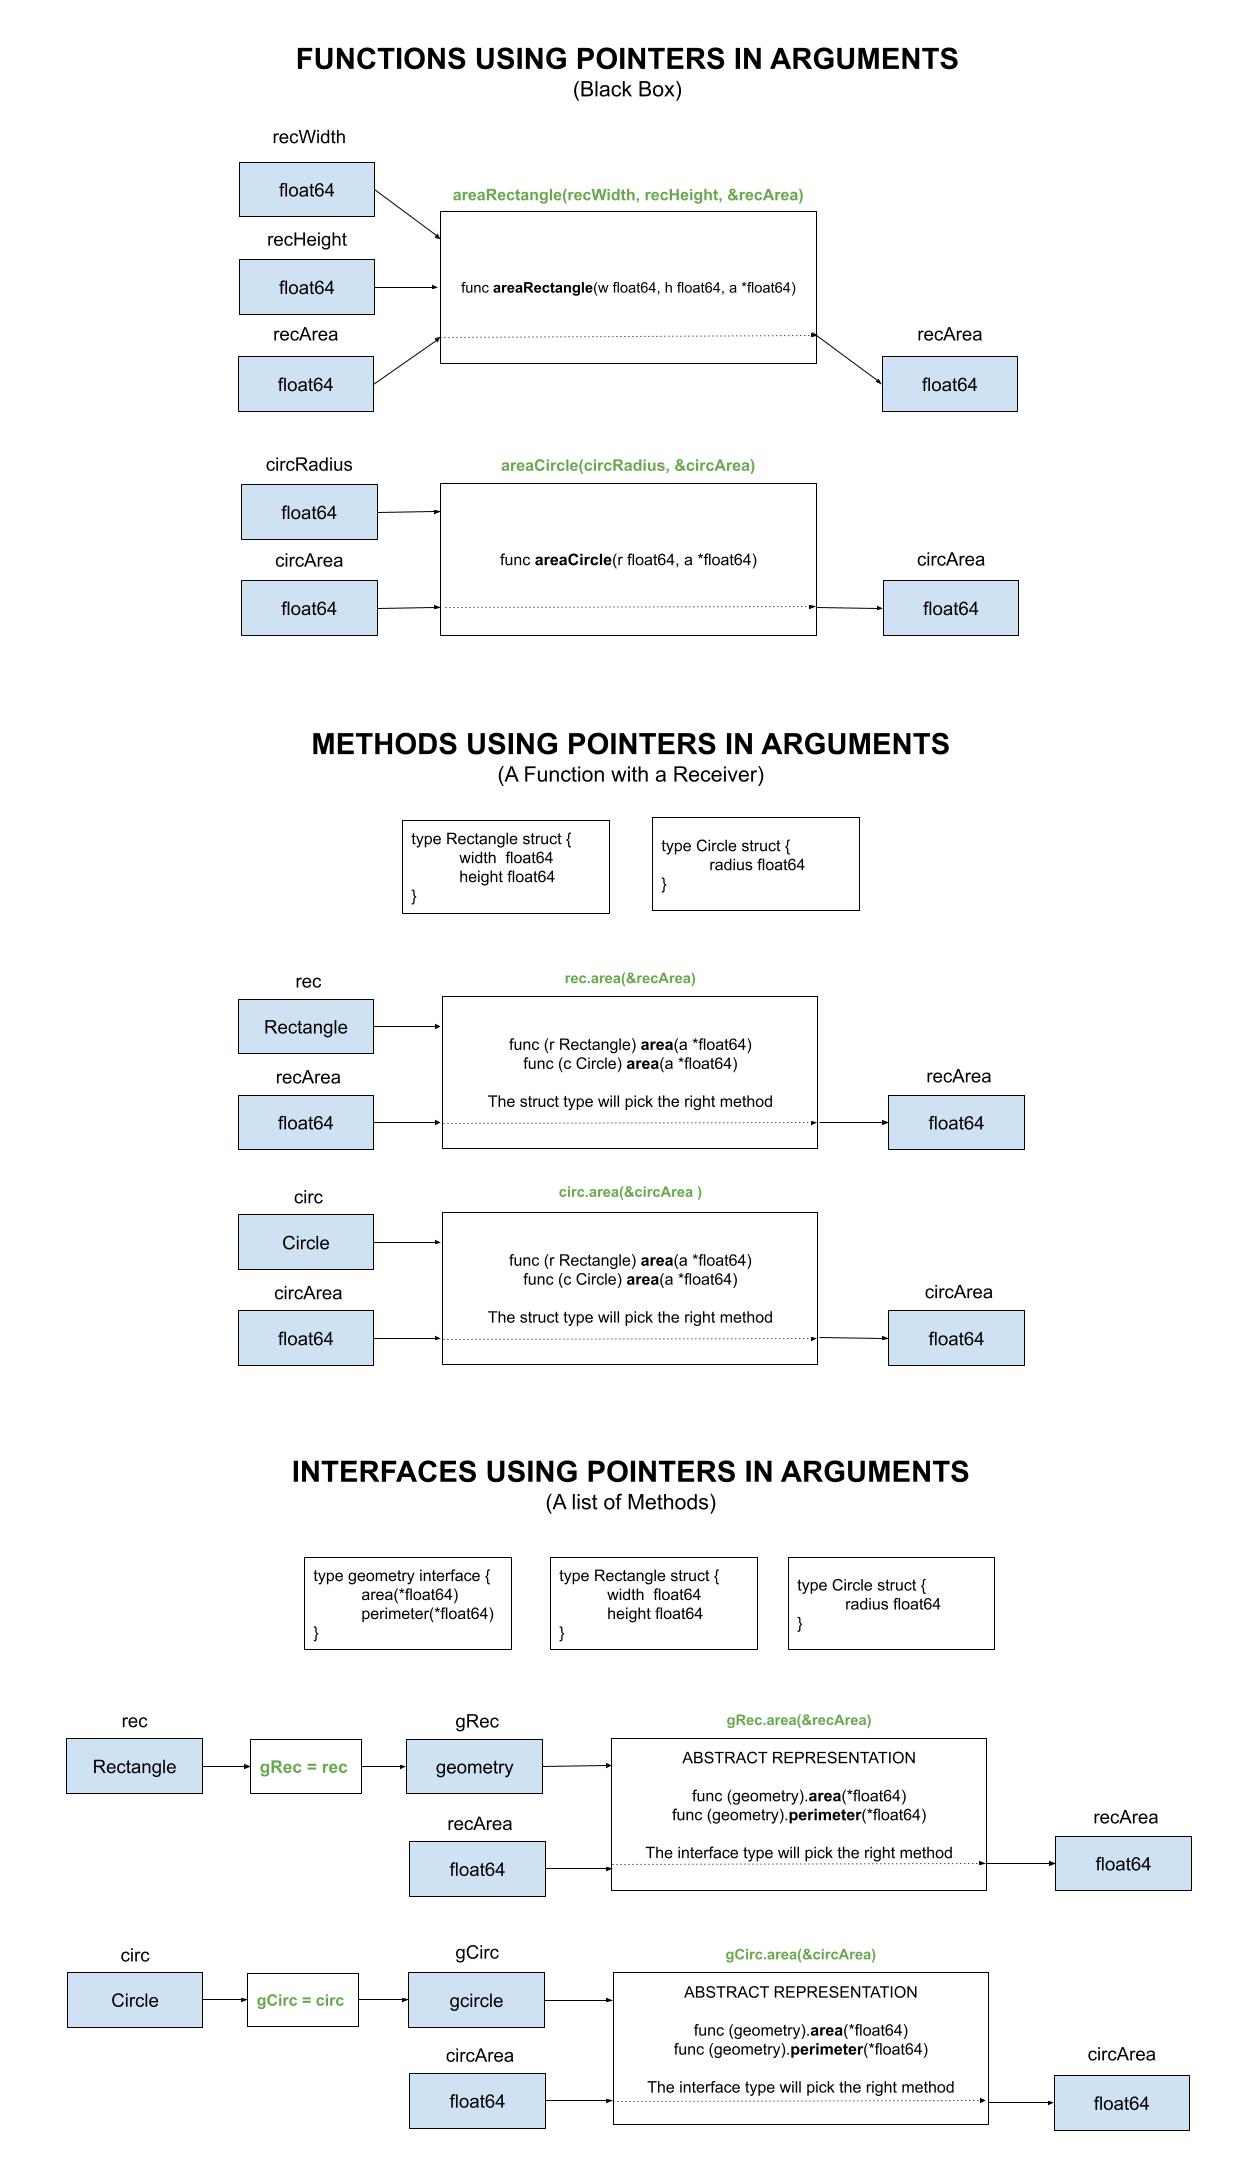 FUNCTIONS USING POINTERS IN ARGUMENTS
(Black Box)
recWidth
float64
recHeight
float64
recArea
float64
areaRectangle(recWidth, recHeight, &recArea)
func areaRectangle(w float64, h float64, a *float64)
recArea
float64
circRadius
float64
circArea
float64
areaCircle(circRadius, &circArea)
func areaCircle(r float64, a *float64)
circArea
float64
METHODS USING POINTERS IN ARGUMENTS
(A Function with a Receiver)
type Rectangle struct {
width  float64
height float64
}
type Circle struct {
radius float64
}
rec
Rectangle
recArea
float64
rec.area(&recArea)
func (r Rectangle) area(a *float64)
func (c Circle) area(a *float64)
The struct type will pick the right method
recArea
float64
circ
Circle
circArea
float64
circ.area(&circArea )
func (r Rectangle) area(a *float64)
func (c Circle) area(a *float64)
The struct type will pick the right method
circArea
float64
INTERFACES USING POINTERS IN ARGUMENTS
(A list of Methods)
type geometry interface {
area(*float64)
perimeter(*float64)
}
type Rectangle struct {
width  float64
height float64
}
type Circle struct {
radius float64
}
rec
Rectangle
gRec = rec
gRec
geometry
recArea
float64
gRec.area(&recArea)
ABSTRACT REPRESENTATION
func (geometry).area(*float64)
func (geometry).perimeter(*float64)
The interface type will pick the right method
recArea
float64
circ
Circle
gCirc = circ
gCirc
gcircle
circArea
float64
gCirc.area(&circArea)
ABSTRACT REPRESENTATION
func (geometry).area(*float64)
func (geometry).perimeter(*float64)
The interface type will pick the right method
circArea
float64